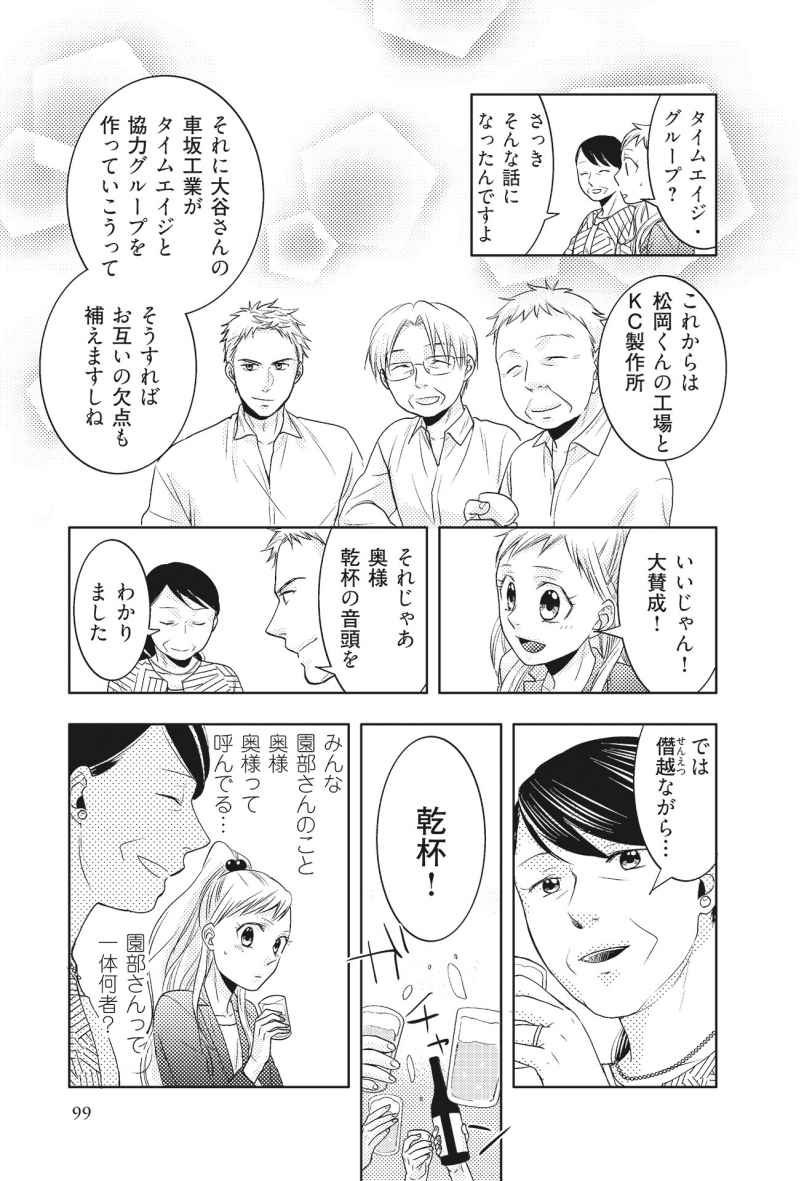 タイムエイジ・
グループ？
さっき
そんな話に
なったんですよ
これからは
松岡くんの工場と
KC製作所
それに大谷さんの
車坂工業が
タイムエイジと
協力グループを
作っていこうって
そうすれば
お互いの欠点も
補えますしね
いいじゃん！
大賛成！
それじゃあ
奥様
乾杯の音頭を
わかり
ました
では
僭越ながら…
せんえつ
乾杯！
ガヤ
ガヤ
みんな
園部さんのこと
奥様
奥様って
呼んでる…
園部さんって
一体何者？
99